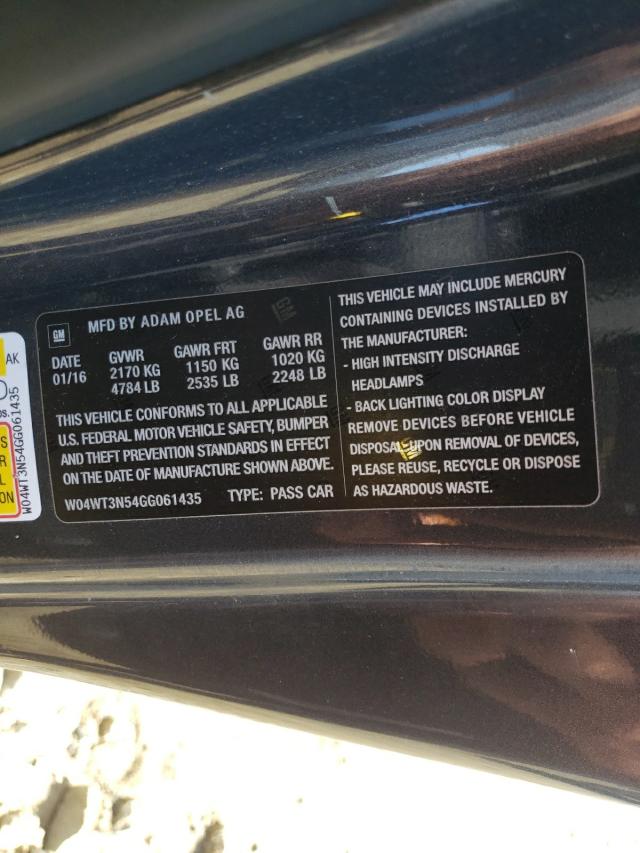 GM
MFD BY ADAM OPEL AG
DATE GVWR GAWR FRT GAWR RR
01/16 2170 KG 1150 KG 1020 KG
4784 LB 2535 LB 2248 LB
THIS VEHICLE CONFORMS TO ALL APPLICABLE
U.S. FEDERAL MOTOR VEHICLE SAFETY, BUMPER
AND THEFT PREVENTION STANDARDS IN EFFECT
ON THE DATE OF MANUFACTURE SHOWN ABOVE.
W04WT3N54GG061435 TYPE: PASS CAR
THIS VEHICLE MAY INCLUDE MERCURY
CONTAINING DEVICES INSTALLED BY
THE MANUFACTURER:
- HIGH INTENSITY DISCHARGE
HEADLAMPS
- BACK LIGHTING COLOR DISPLAY
REMOVE DEVICES BEFORE VEHICLE
DISPOSAL UPON REMOVAL OF DEVICES,
PLEASE REUSE, RECYCLE OR DISPOSE
AS HAZARDOUS WASTE.
AK
W04WT3N54GG061435